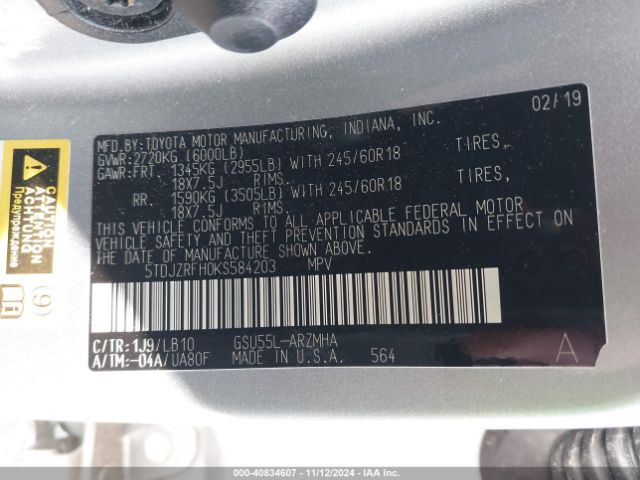 02/19
MFD.BY:TOYOTA MOTOR MANUFACTURING, INDIANA, INC.
GVWR:2720KG (6000LB)
GAWR:FRT. 1345KG (2955LB) WITH 245/60R18 TIRES,
18X7.5J RIMS
RR. 1590KG (3505LB) WITH 245/60R18 TIRES,
18X7.5J RIMS
THIS VEHICLE CONFORMS TO ALL APPLICABLE FEDERAL MOTOR
VEHICLE SAFETY AND THEFT PREVENTION STANDARDS IN EFFECT ON
THE DATE OF MANUFACTURE SHOWN ABOVE.
5TDJZRFH0KS584203 MPV
C/TR:1J9/LB10 GSU55L-ARZMHA
A/TM:-04A/UA80F MADE IN U.S.A. 564
A
CAUTION
ATTENTION
Предупреждение
00-40834607 - 11/12/2024 - IAA Inc.